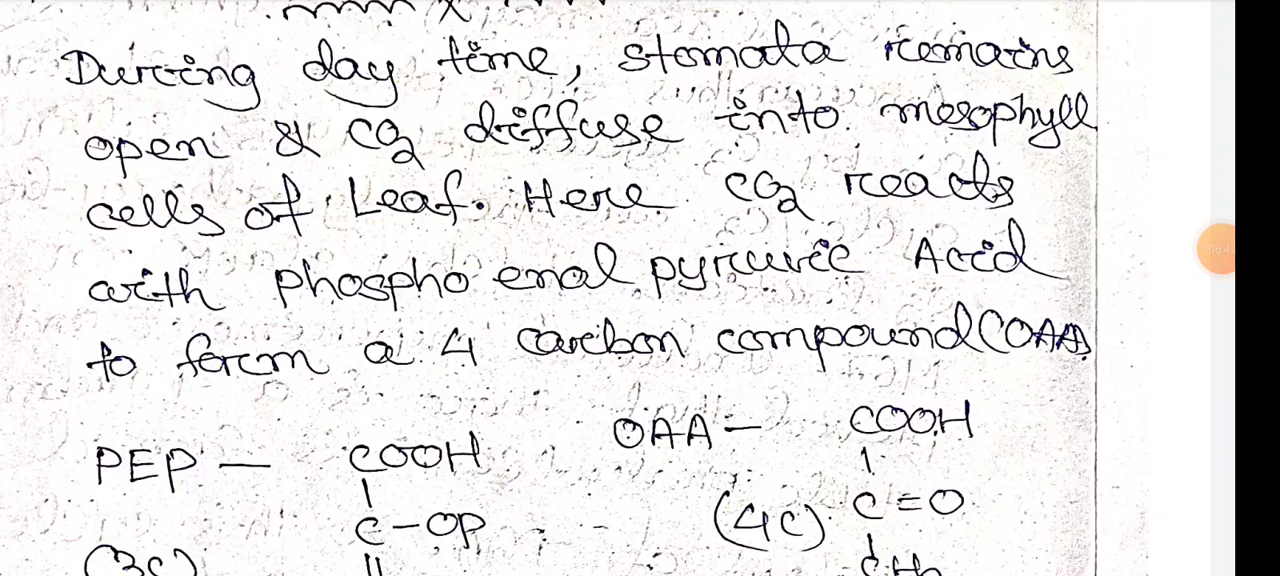 During day time, stomata remains
open & CO2 diffuse into mesophyll
cells of Leaf. Here CO2 reacts
with phospho enol pyruvic Acid
to form a 4 carbon compound (OAA)
OAA — COOH
PEP — COOH
(4C) C=O
C-OP
(3C)